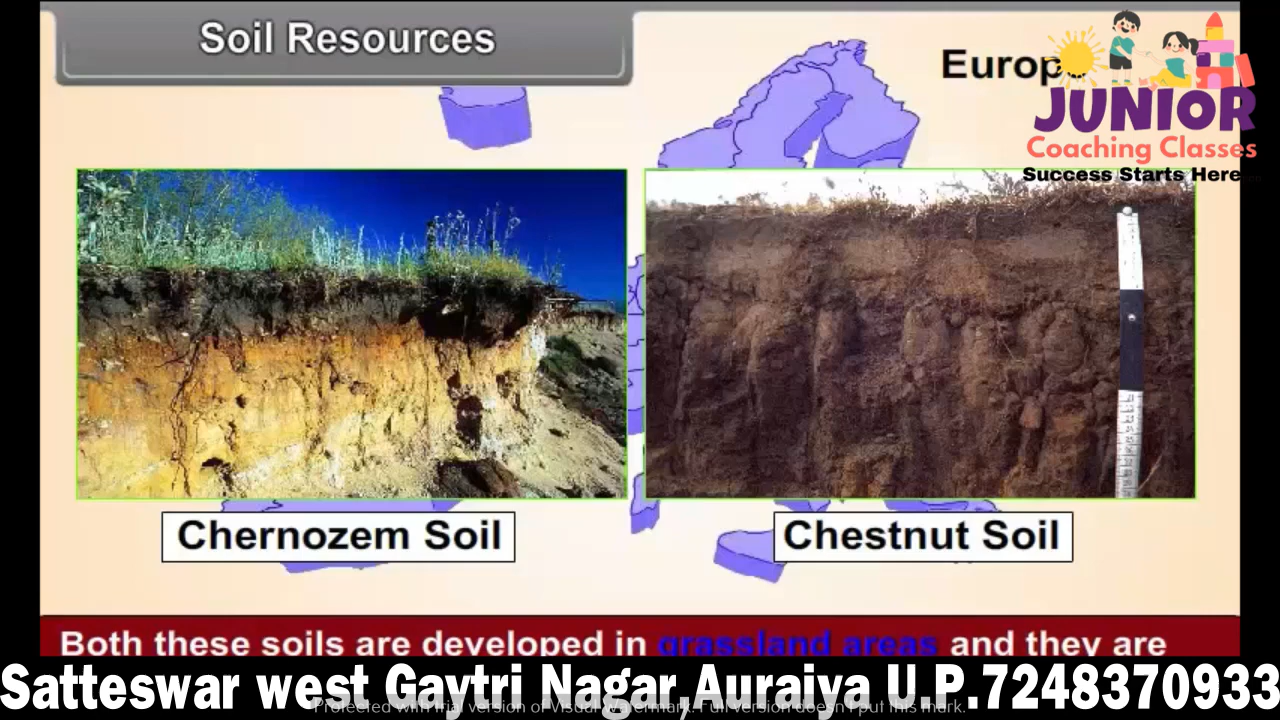 Soil Resources
Europe
JUNIOR
Coaching Classes
Success Starts Here
Chernozem Soil
Chestnut Soil
Both these soils are developed in grassland areas and they are
Satteswar west Gaytri Nagar,Auraiya U.P.7248370933
Protected with trial version of Visual Watermark. Full version doesn't put this mark.